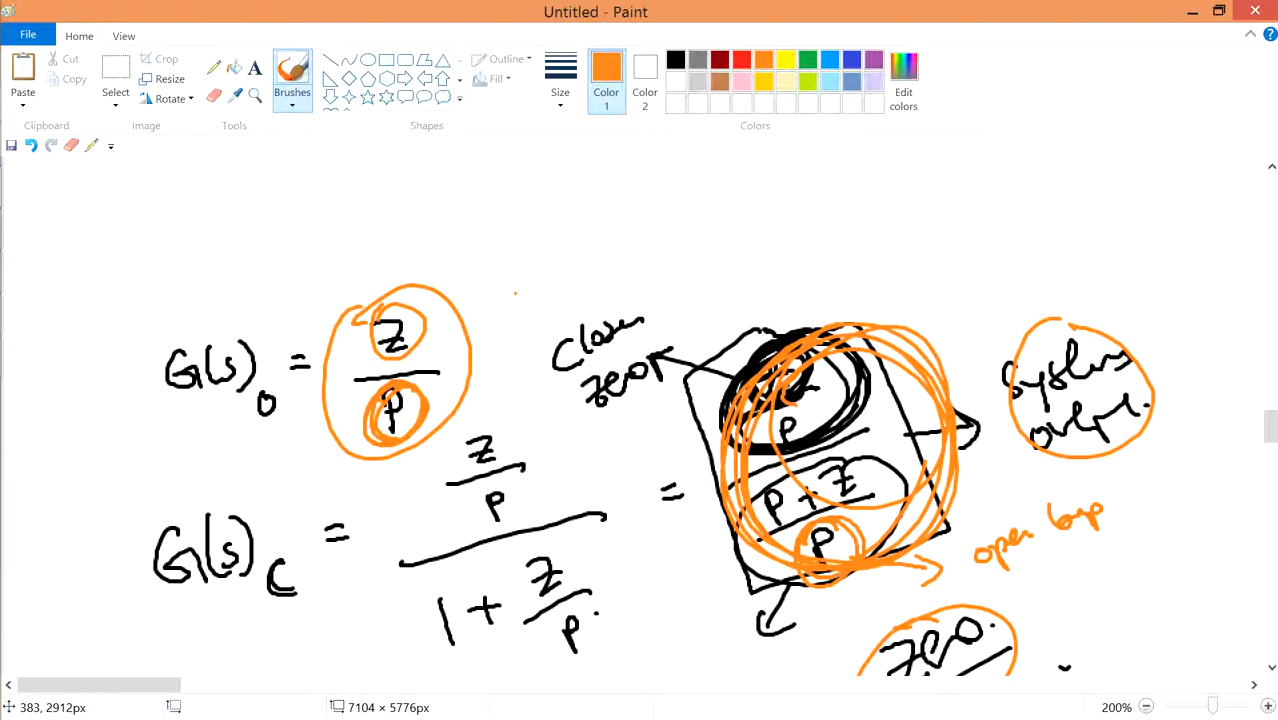 Untitled - Paint
File Home View
Paste
Cut
Copy
Clipboard
Select
Crop
Resize
Rotate
Image
A
Tools
Brushes
Outline
Fill
Shapes
Size
Color 1
Color 2
Edit colors
Colors
G(s)o = Z / P
Close zero
Z / P
P + Z / P
System output.
G(s)c = Z / P
1 + Z / P
=
open loop
zero.
383, 2912px
7104 × 5776px
200%